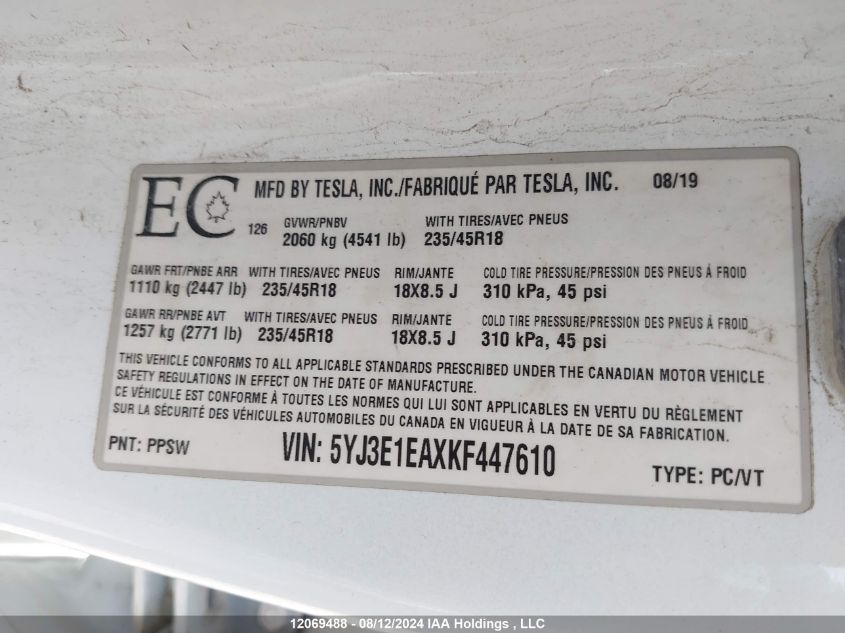 EC MFD BY TESLA, INC./FABRIQUÉ PAR TESLA, INC. 08/19
126 GVWR/PNBV WITH TIRES/AVEC PNEUS
2060 kg (4541 lb) 235/45R18
GAWR FRT/PNBE ARR WITH TIRES/AVEC PNEUS RIM/JANTE COLD TIRE PRESSURE/PRESSION DES PNEUS À FROID
1110 kg (2447 lb) 235/45R18 18X8.5 J 310 kPa, 45 psi
GAWR RR/PNBE AVT WITH TIRES/AVEC PNEUS RIM/JANTE COLD TIRE PRESSURE/PRESSION DES PNEUS À FROID
1257 kg (2771 lb) 235/45R18 18X8.5 J 310 kPa, 45 psi
THIS VEHICLE CONFORMS TO ALL APPLICABLE STANDARDS PRESCRIBED UNDER THE CANADIAN MOTOR VEHICLE
SAFETY REGULATIONS IN EFFECT ON THE DATE OF MANUFACTURE.
CE VÉHICULE EST CONFORME À TOUTES LES NORMES QUI LUI SONT APPLICABLES EN VERTU DU RÈGLEMENT
SUR LA SÉCURITÉ DES VÉHICULES AUTOMOBILES DU CANADA EN VIGUEUR À LA DATE DE SA FABRICATION.
PNT: PPSW VIN: 5YJ3E1EAXKF447610 TYPE: PC/VT
12069488 - 08/12/2024 IAA Holdings , LLC